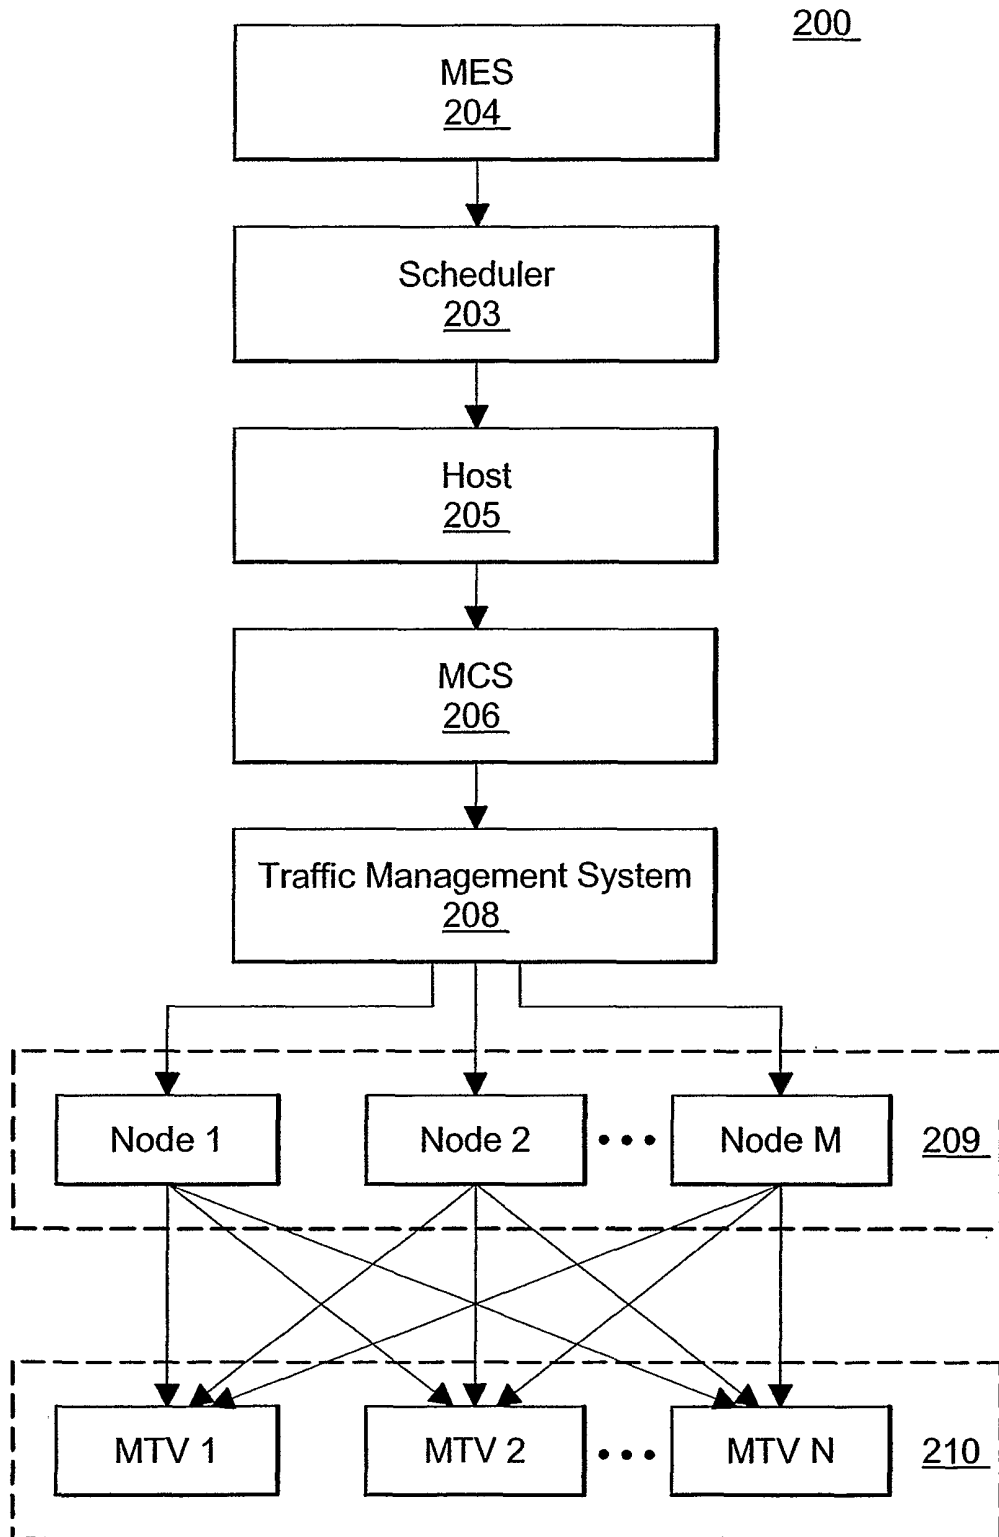 200
MES
204
Scheduler
203
Host
205
MCS
206
Traffic Management System
208
Node 1
Node 2
•••
Node M
209
MTV 1
MTV 2
•••
MTV N
210